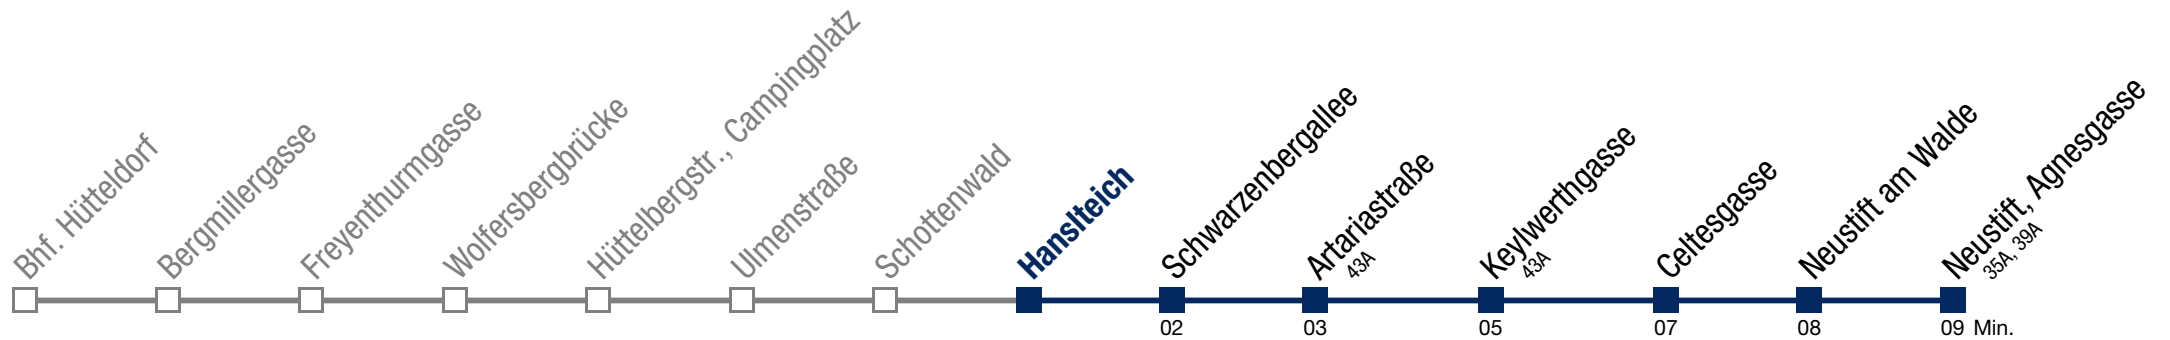 Bhf. Hütteldorf
Bergmillergasse
Freyenthurmgasse
Wolfersbergbrücke
Hüttelbergstr., Campingplatz
Ulmenstraße
Schottenwald
Hanslteich
Schwarzenbergallee
Artariastraße
43A
Keylwerthgasse
43A
Celtesgasse
Neustift am Walde
Neustift, Agnesgasse
35A, 39A
02 03 05 07 08 09 Min.